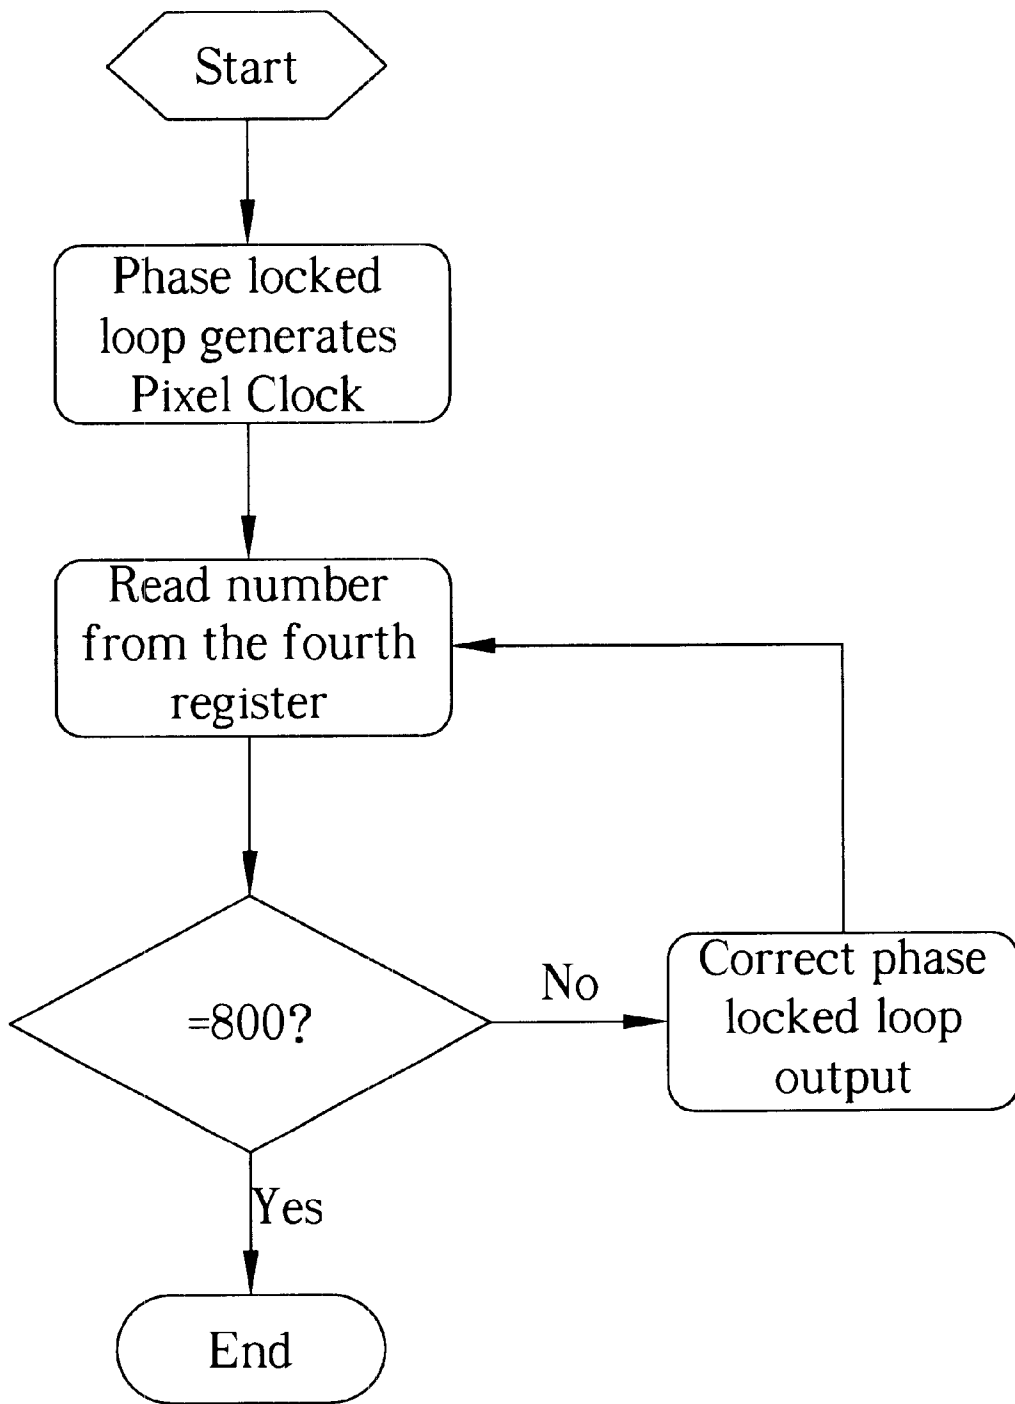 Start
Phase locked
loop generates
Pixel Clock
Read number
from the fourth
register
=800?
No
Correct phase
locked loop
output
Yes
End